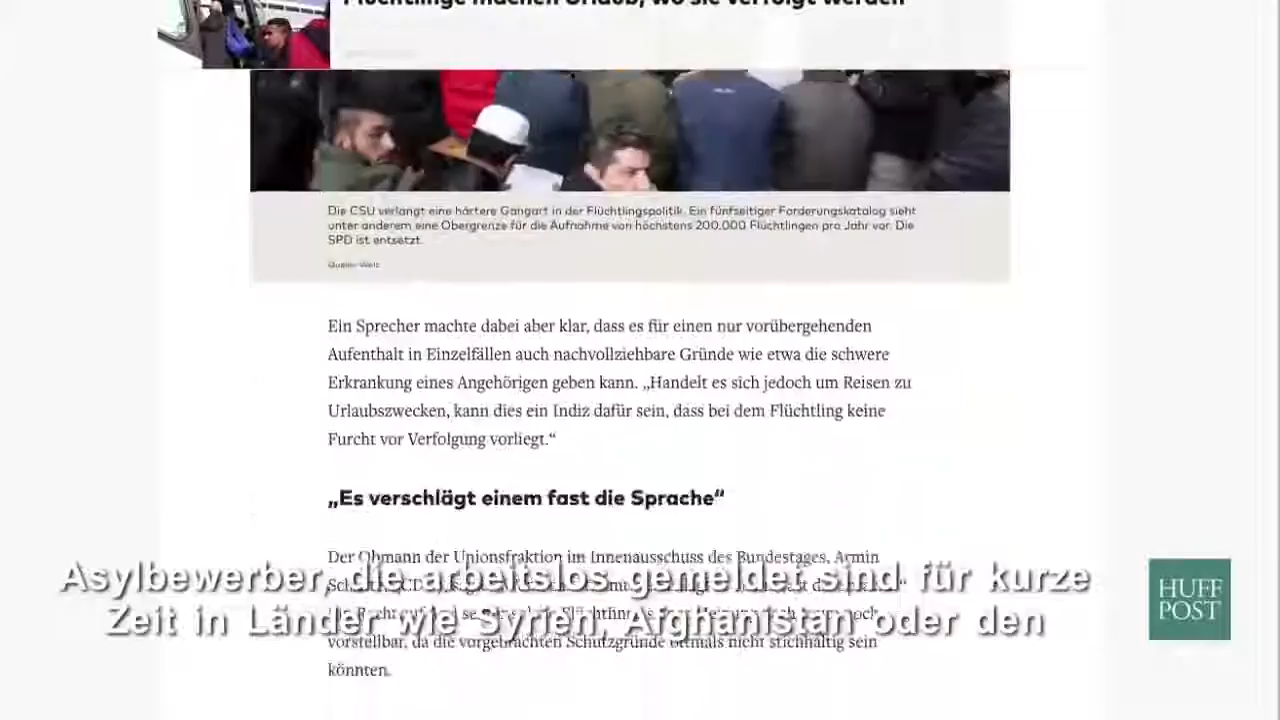 Flüchtlinge machen Urlaub, wo sie verfolgt werden
Die CSU verlangt eine härtere Gangart in der Flüchtlingspolitik. Ein fünfseitiger Forderungskatalog sieht
unter anderem eine Obergrenze für die Aufnahme von höchstens 200.000 Flüchtlingen pro Jahr vor. Die
SPD ist entsetzt.
Quelle: Welt
Ein Sprecher machte dabei aber klar, dass es für einen nur vorübergehenden
Aufenthalt in Einzelfällen auch nachvollziehbare Gründe wie etwa die schwere
Erkrankung eines Angehörigen geben kann. „Handelt es sich jedoch um Reisen zu
Urlaubszwecken, kann dies ein Indiz dafür sein, dass bei dem Flüchtling keine
Furcht vor Verfolgung vorliegt.“
„Es verschlägt einem fast die Sprache“
Der Obmann der Unionsfraktion im Innenausschuss des Bundestages, Armin
Asylbewerber, die arbeitslos gemeldet sind für kurze
Zeit in Länder wie Syrien, Afghanistan oder den
vorstellbar, da die vorgebrachten Schutzgründe oftmals nicht stichhaltig sein
könnten.
HUFF
POST